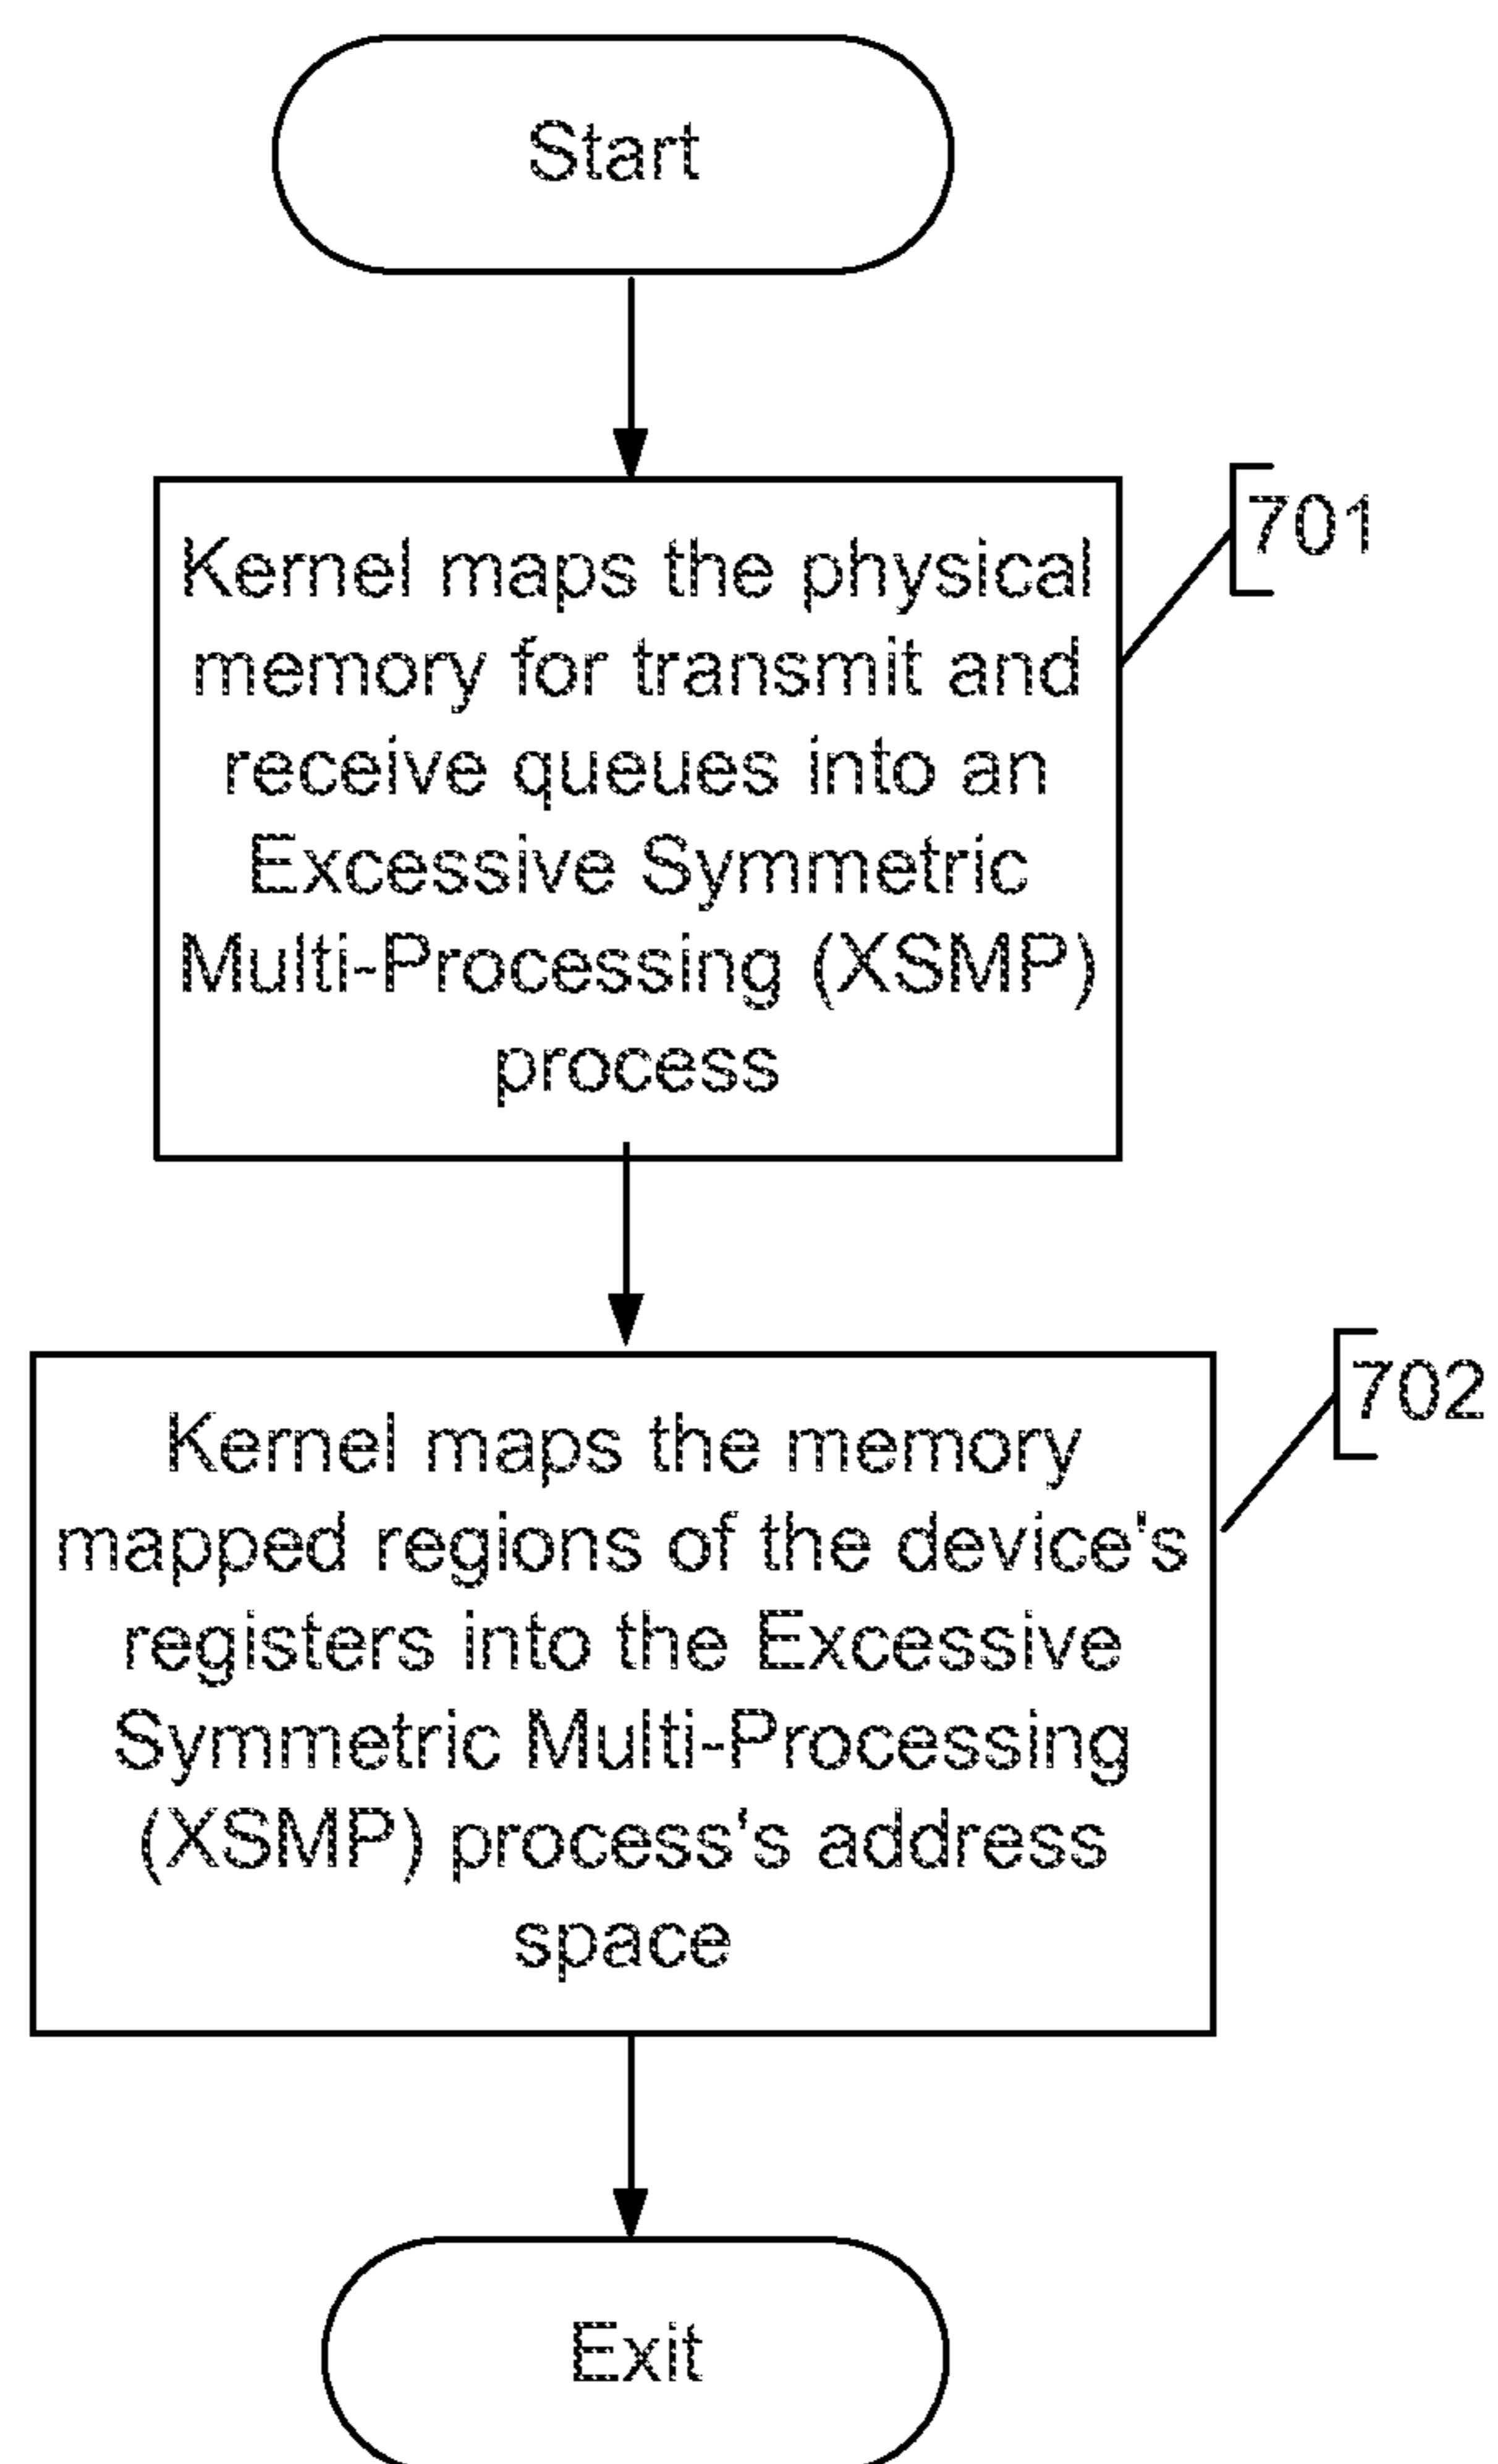 Start
Kernel maps the physical
memory for transmit and
receive queues into an
Excessive Symmetric
Multi-Processing (XSMP)
process
701
Kernel maps the memory
mapped regions of the device's
registers into the Excessive
Symmetric Multi-Processing
(XSMP) process's address
space
702
Exit